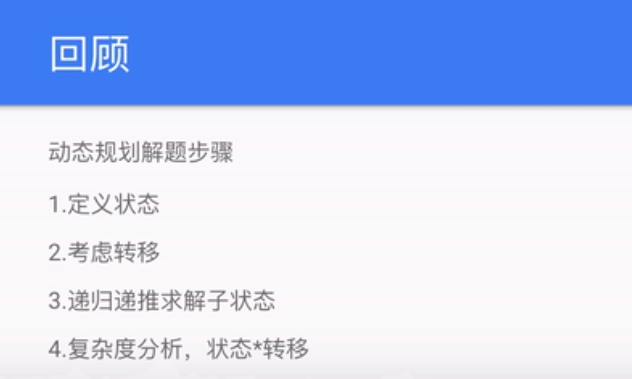 回顾
动态规划解题步骤
1.定义状态
2.考虑转移
3.递归递推求解子状态
4.复杂度分析，状态*转移